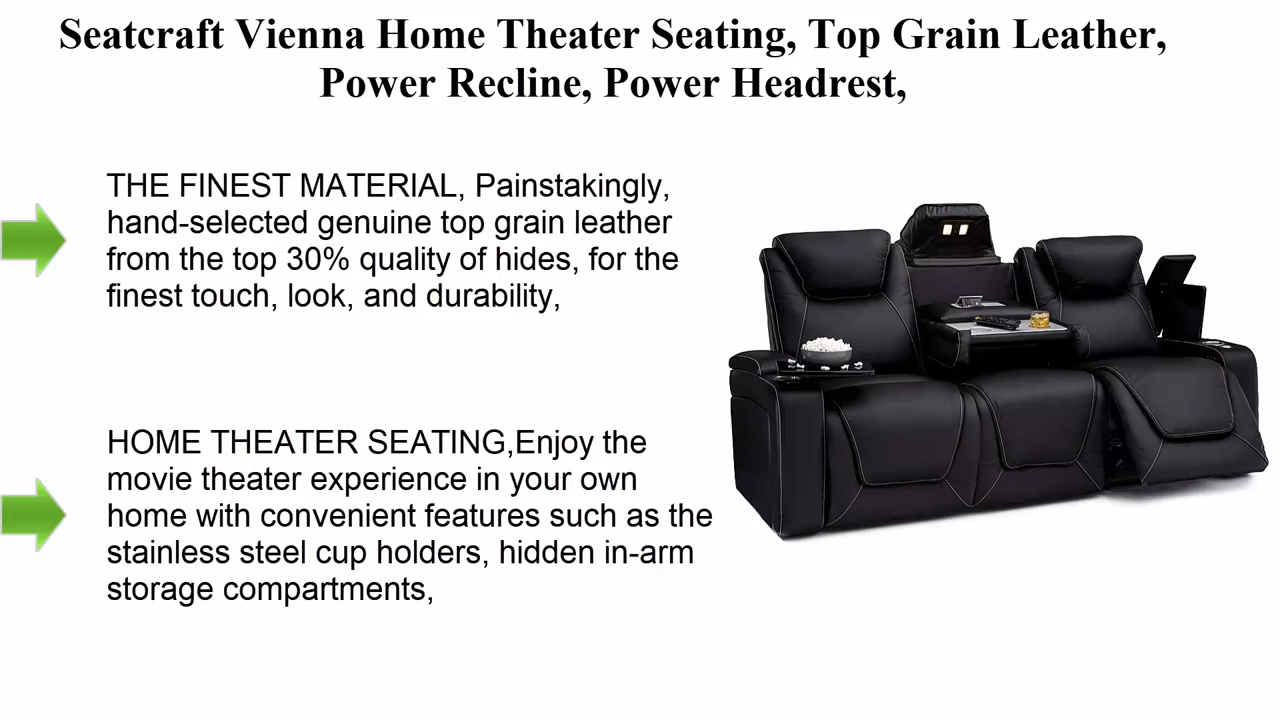 Seatcraft Vienna Home Theater Seating, Top Grain Leather,
Power Recline, Power Headrest,
THE FINEST MATERIAL, Painstakingly,
hand-selected genuine top grain leather
from the top 30% quality of hides, for the
finest touch, look, and durability,
HOME THEATER SEATING,Enjoy the
movie theater experience in your own
home with convenient features such as the
stainless steel cup holders, hidden in-arm
storage compartments,